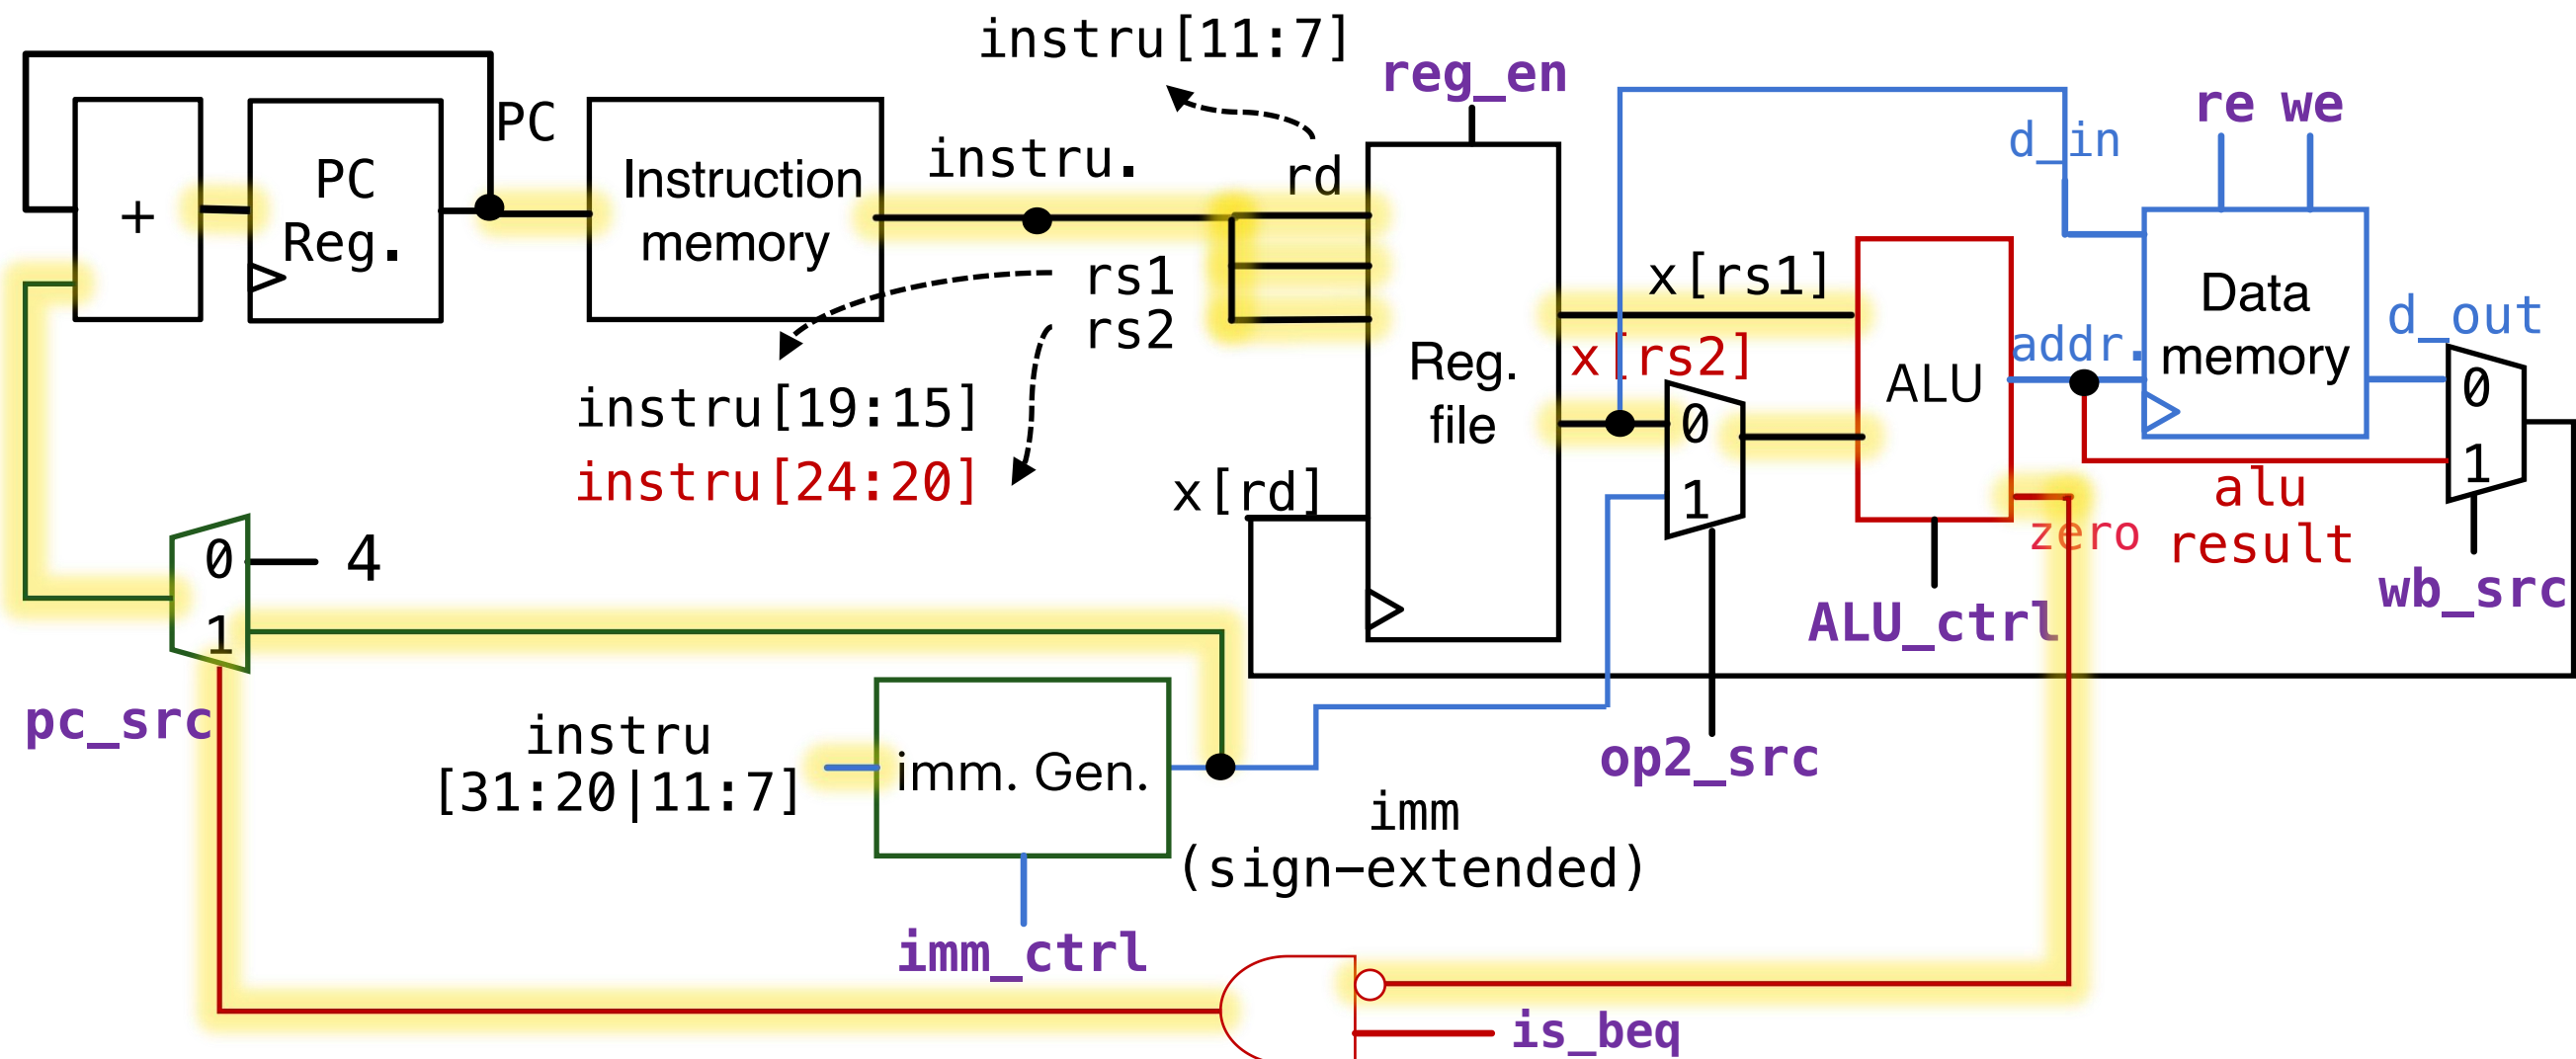 instru[11:7]
reg_en
re we
PC
d_in
instru.
rd
PC
Reg.
Instruction
memory
+
rs1
rs2
x[rs1]
x[rs2]
Reg.
file
ALU
addr.
Data
memory
d_out
0
1
0
1
instru[19:15]
instru[24:20]
x[rd]
zero
alu
result
wb_src
ALU_ctrl
0
1
4
pc_src
instru
[31:20|11:7]
imm. Gen.
op2_src
imm
(sign-extended)
imm_ctrl
is_beq